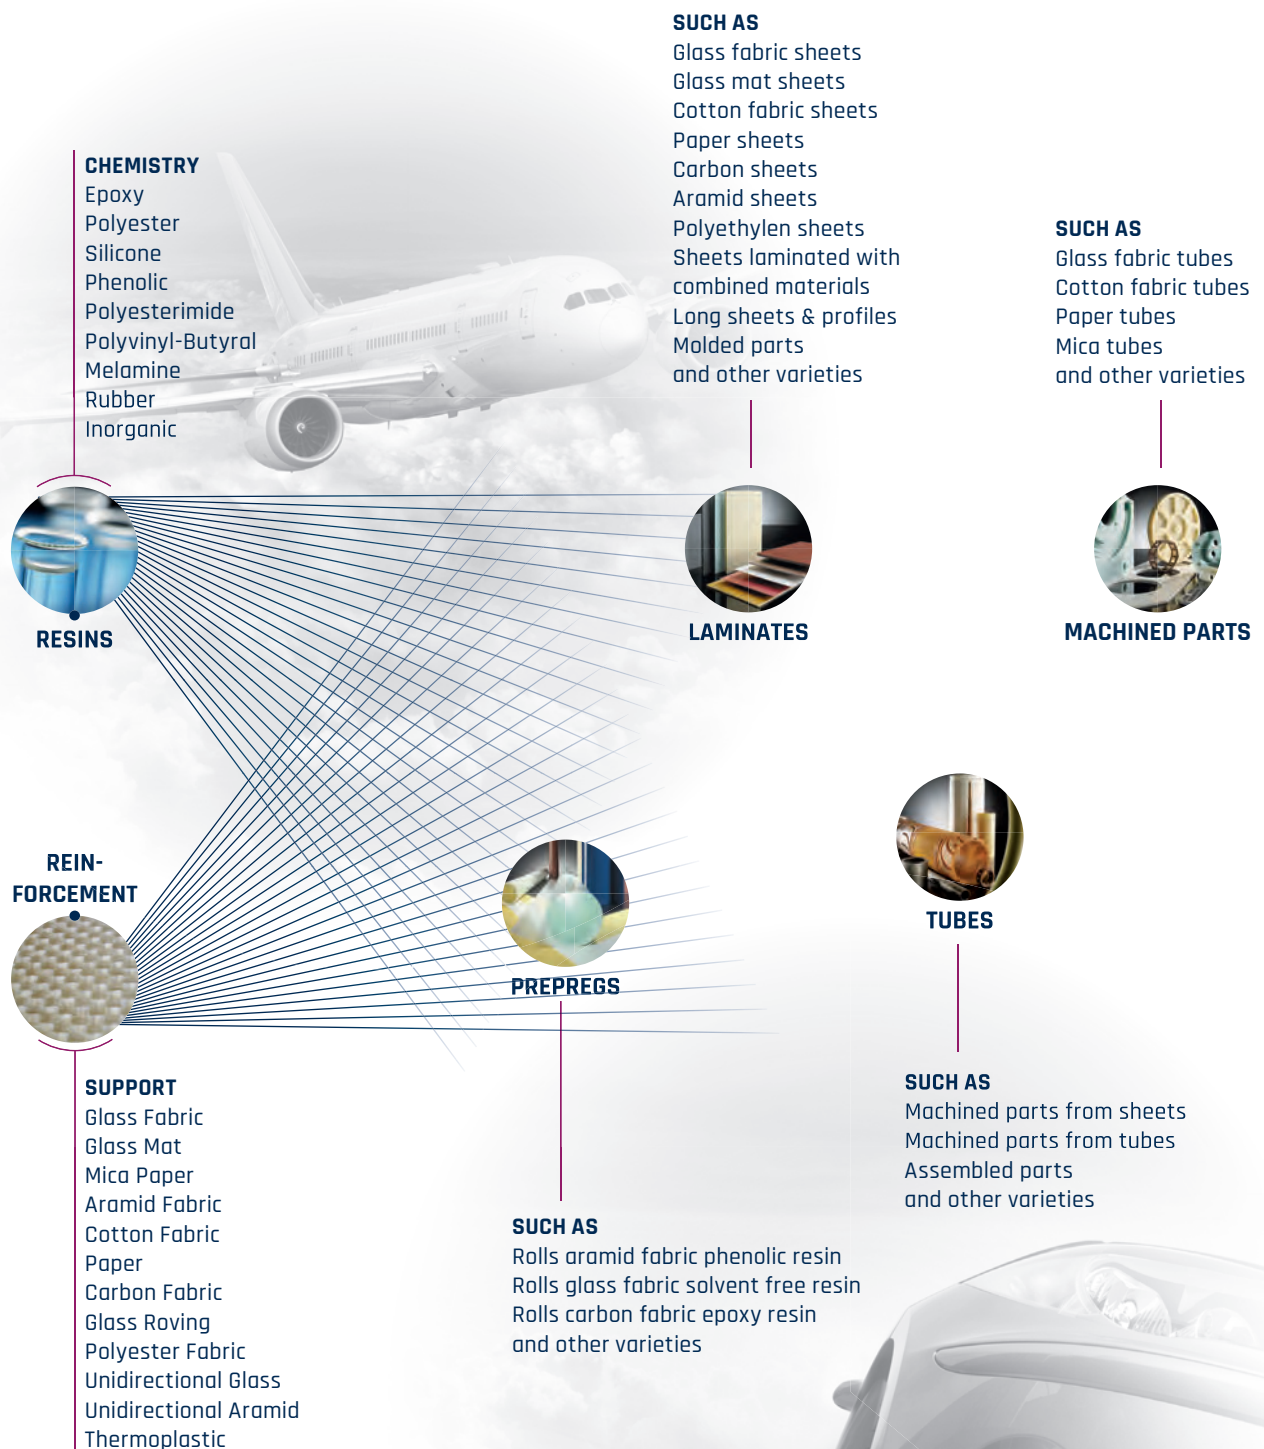 SUCH AS
Glass fabric sheets
Glass mat sheets
Cotton fabric sheets
Paper sheets
Carbon sheets
Aramid sheets
Polyethylen sheets
Sheets laminated with
combined materials
Long sheets & profiles
Molded parts
and other varieties
CHEMISTRY
Epoxy
Polyester
Silicone
Phenolic
Polyesterimide
Polyvinyl-Butyral
Melamine
Rubber
Inorganic
SUCH AS
Glass fabric tubes
Cotton fabric tubes
Paper tubes
Mica tubes
and other varieties
RESINS
LAMINATES
MACHINED PARTS
REIN-
FORCEMENT
PREPREGS
TUBES
SUPPORT
Glass Fabric
Glass Mat
Mica Paper
Aramid Fabric
Cotton Fabric
Paper
Carbon Fabric
Glass Roving
Polyester Fabric
Unidirectional Glass
Unidirectional Aramid
Thermoplastic
SUCH AS
Rolls aramid fabric phenolic resin
Rolls glass fabric solvent free resin
Rolls carbon fabric epoxy resin
and other varieties
SUCH AS
Machined parts from sheets
Machined parts from tubes
Assembled parts
and other varieties